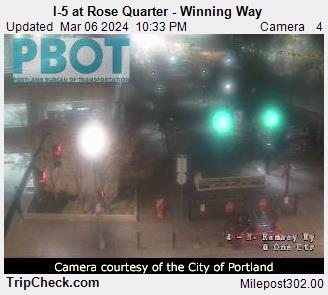 I-5 at Rose Quarter - Winning Way
Updated Mar 06 2024 10:33 PM Camera 4
PBOT
PORTLAND BUREAU OF TRANSPORTATION
4 - N. Ramsey Wy
@ One Ctr
Camera courtesy of the City of Portland
TripCheck.com Milepost302.00